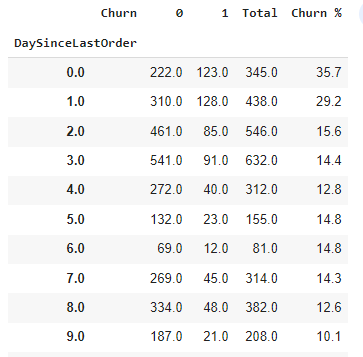 Churn 0 1 Total Churn %
DaySinceLastOrder
0.0 222.0 123.0 345.0 35.7
1.0 310.0 128.0 438.0 29.2
2.0 461.0 85.0 546.0 15.6
3.0 541.0 91.0 632.0 14.4
4.0 272.0 40.0 312.0 12.8
5.0 132.0 23.0 155.0 14.8
6.0 69.0 12.0 81.0 14.8
7.0 269.0 45.0 314.0 14.3
8.0 334.0 48.0 382.0 12.6
9.0 187.0 21.0 208.0 10.1